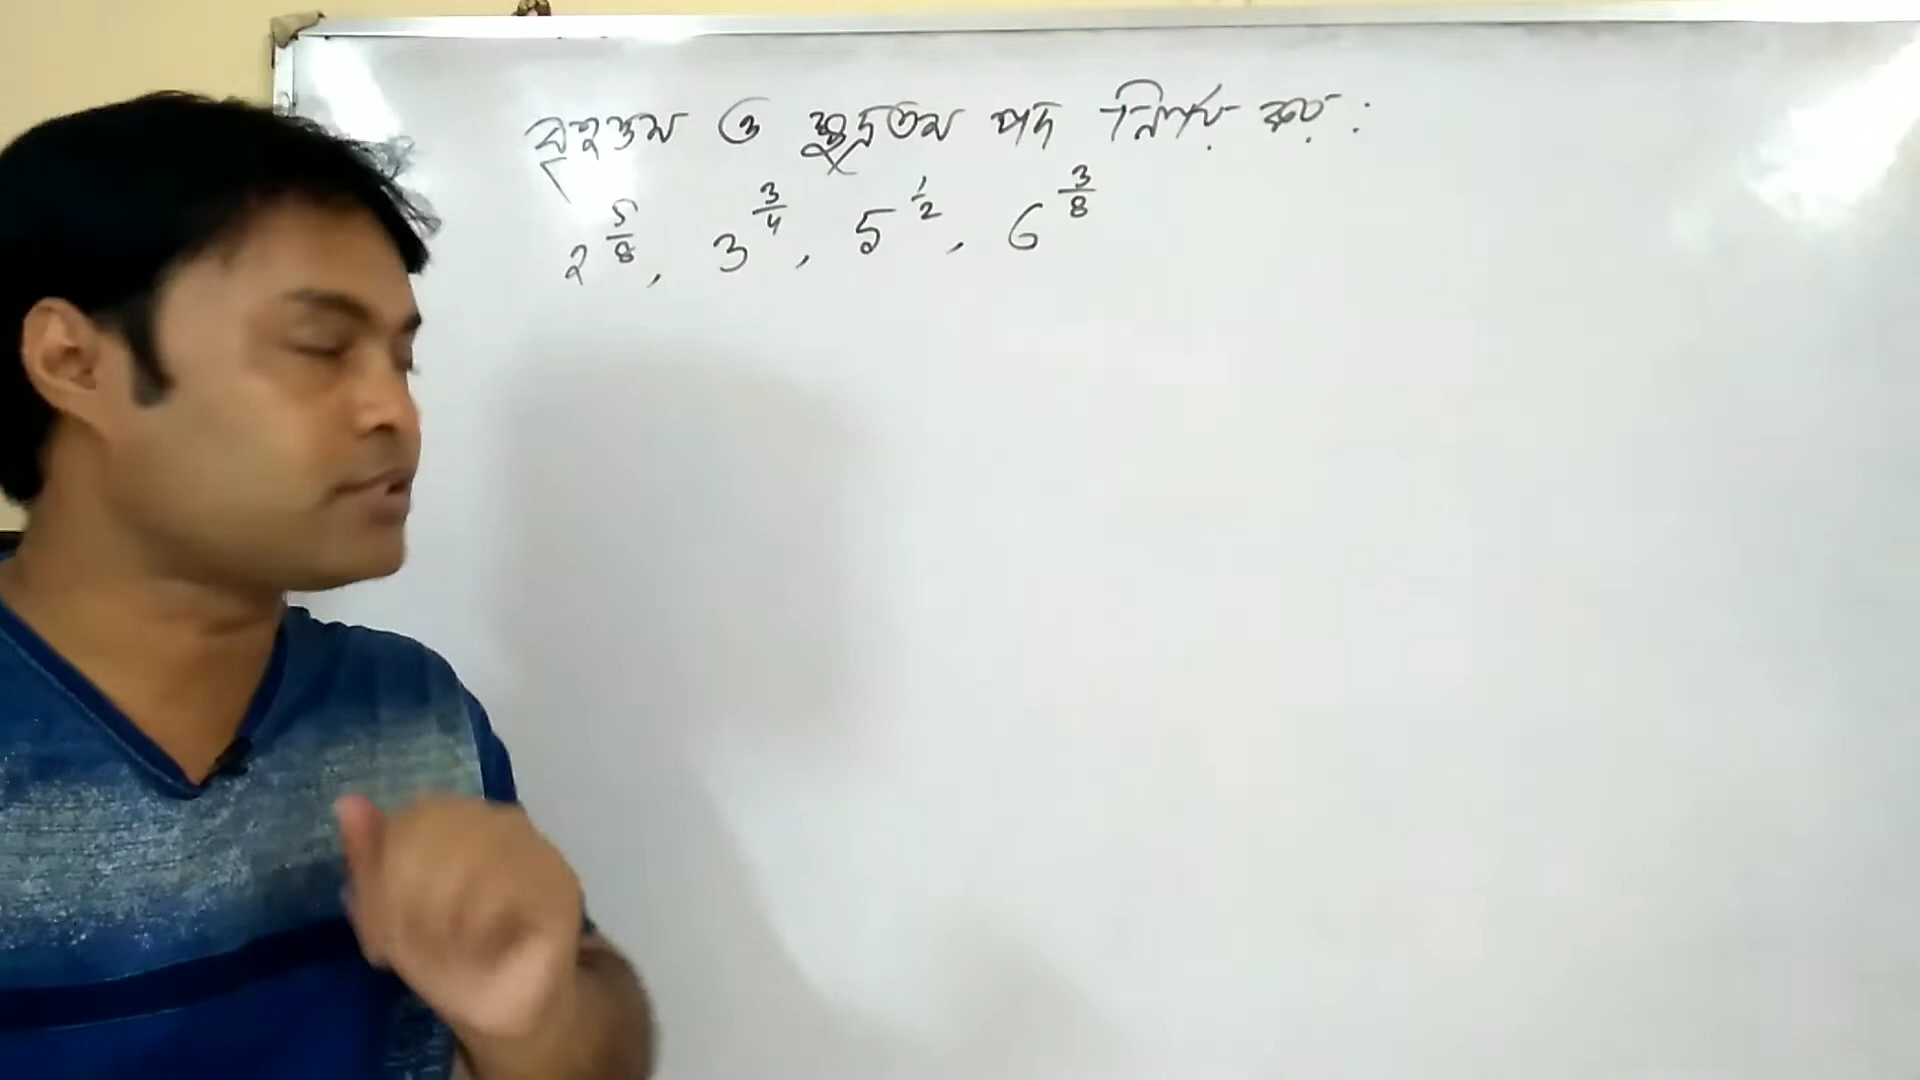 বৃহত্তম ও ক্ষুদ্রতম পদ নির্ণয় কর :
2^{5/8}, 3^{3/4}, 5^{1/2}, 6^{3/8}